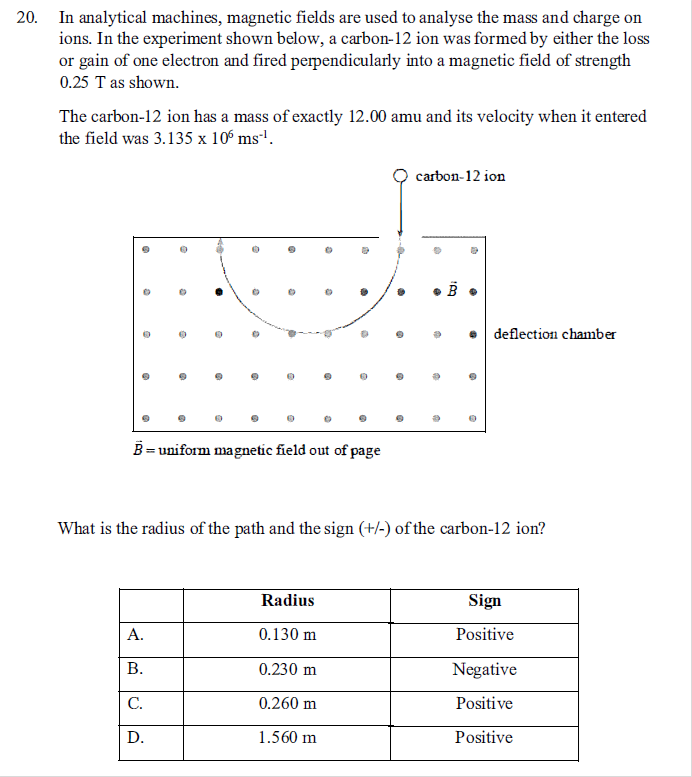 20. In analytical machines, magnetic fields are used to analyse the mass and charge on
ions. In the experiment shown below, a carbon-12 ion was formed by either the loss
or gain of one electron and fired perpendicularly into a magnetic field of strength
0.25 T as shown.
The carbon-12 ion has a mass of exactly 12.00 amu and its velocity when it entered
the field was 3.135 x 10⁶ ms⁻¹.
carbon-12 ion
B⃗
deflection chamber
B⃗ = uniform magnetic field out of page
What is the radius of the path and the sign (+/-) of the carbon-12 ion?
Radius Sign
A. 0.130 m Positive
B. 0.230 m Negative
C. 0.260 m Positive
D. 1.560 m Positive